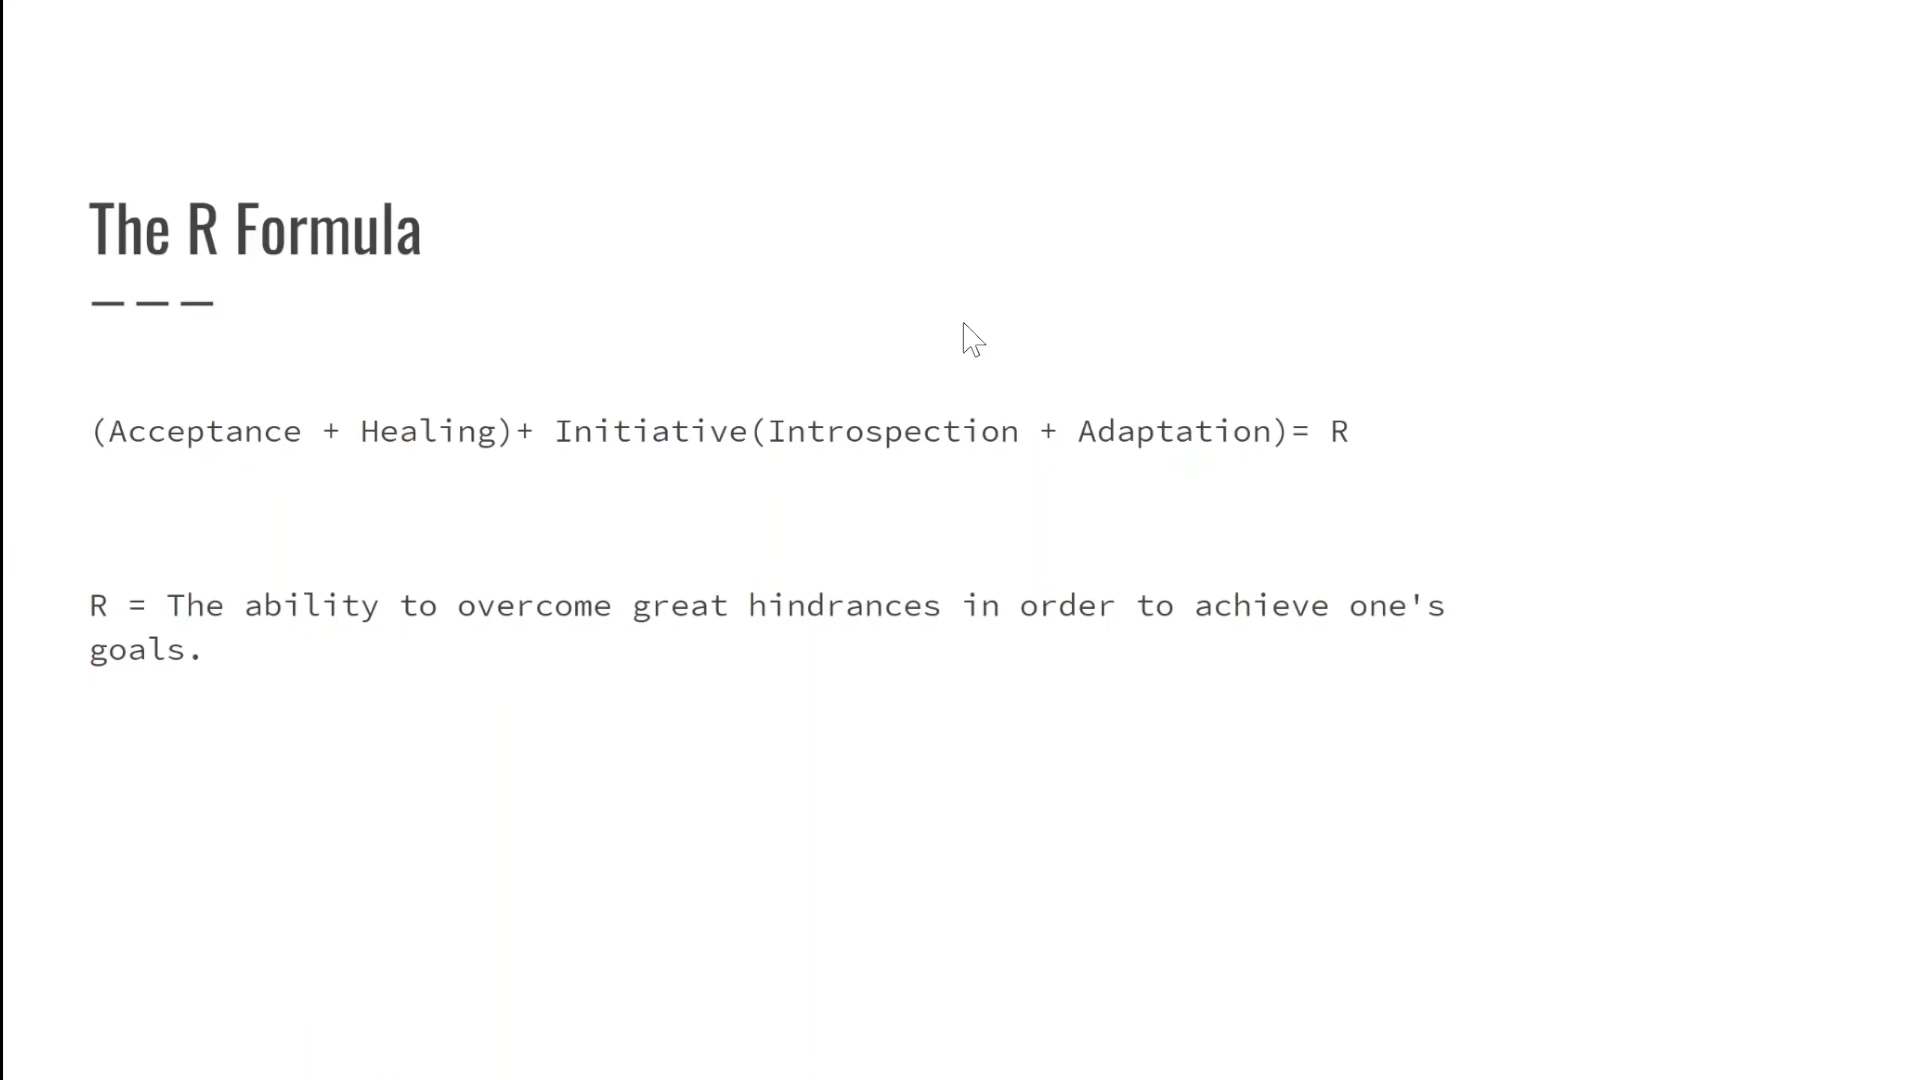 The R Formula
(Acceptance + Healing)+ Initiative(Introspection + Adaptation)= R
R = The ability to overcome great hindrances in order to achieve one's
goals.